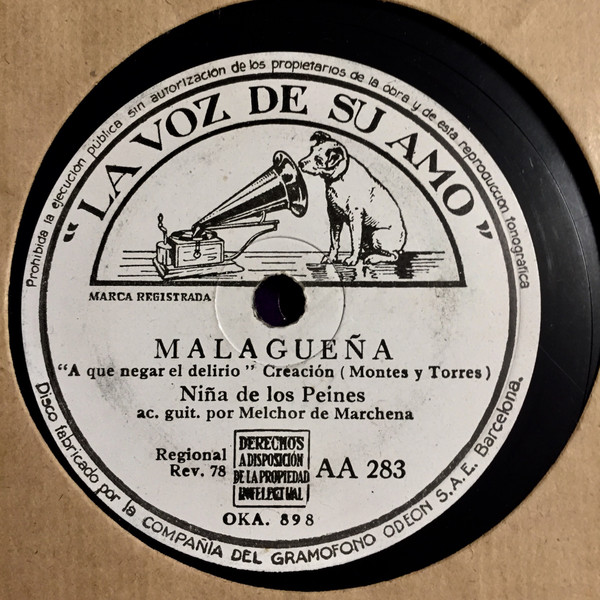 Prohibida la ejecución pública sin autorización de los propietarios de la obra y de esta reproducción fonográfica
"LA VOZ DE SU AMO"
MARCA REGISTRADA
MALAGUEÑA
"A que negar el delirio" Creación (Montes y Torres)
Niña de los Peines
ac. guit. por Melchor de Marchena
Regional
Rev. 78
DERECHOS
A DISPOSICIÓN
DE LA PROPIEDAD
INTELECTUAL
AA 283
OKA. 898
Disco fabricado por la COMPAÑÍA DEL GRAMOFONO ODEON S.A.E. Barcelona.